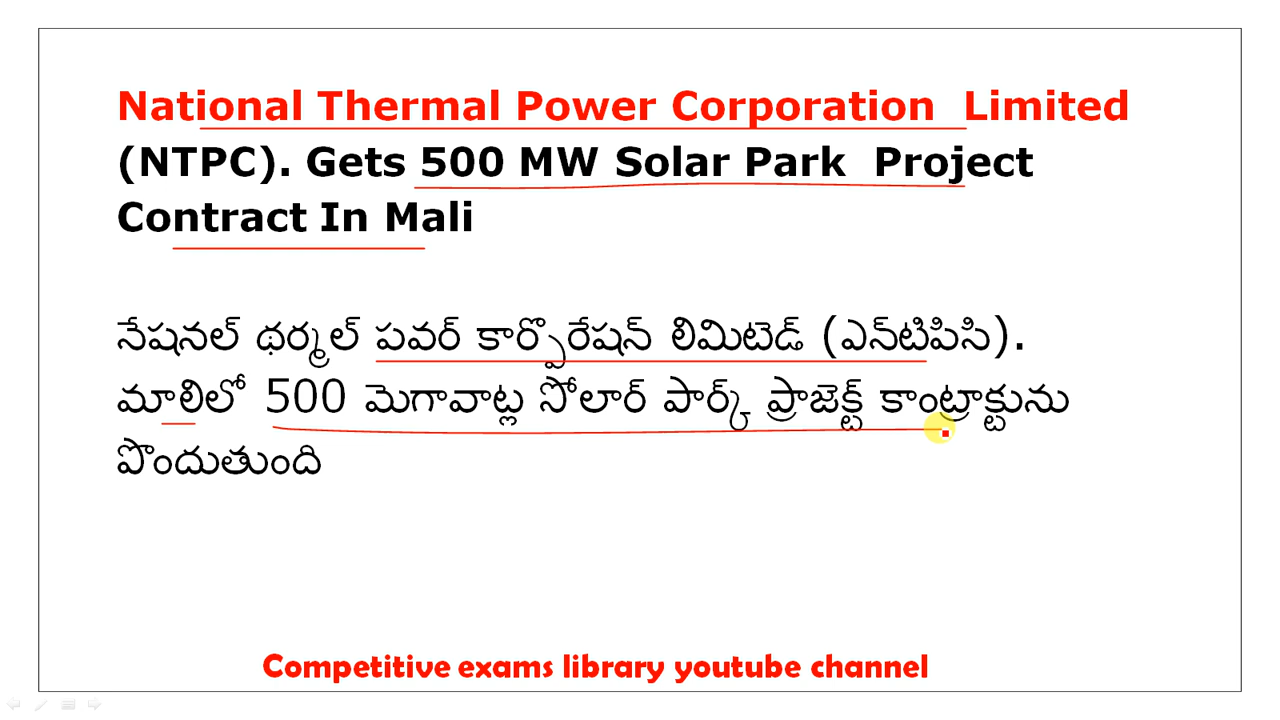 National Thermal Power Corporation Limited
(NTPC). Gets 500 MW Solar Park Project
Contract In Mali
నేషనల్ థర్మల్ పవర్ కార్పొరేషన్ లిమిటెడ్ (ఎన్‌టిపిసి).
మాలిలో 500 మెగావాట్ల సోలార్ పార్క్ ప్రాజెక్ట్ కాంట్రాక్టును
పొందుతుంది
Competitive exams library youtube channel